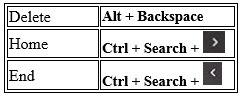 Delete Alt + Backspace
Home Ctrl + Search + >
End Ctrl + Search + <